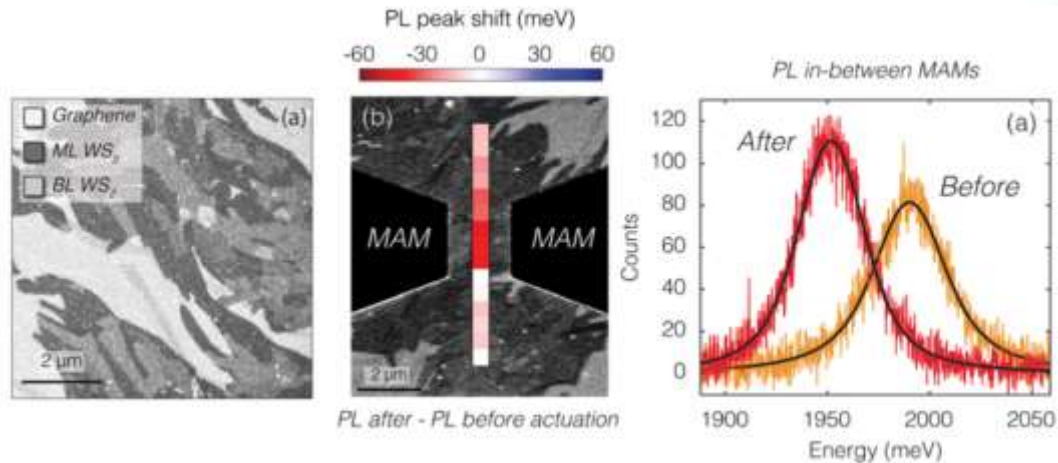 PL peak shift (meV)
-60 -30 0 30 60
(a)
Graphene
ML WS₂
BL WS₂
2 µm
(b)
MAM MAM
2 µm
PL after - PL before actuation
PL in-between MAMs
(a)
After
Before
Counts
120
100
80
60
40
20
0
1900 1950 2000 2050
Energy (meV)